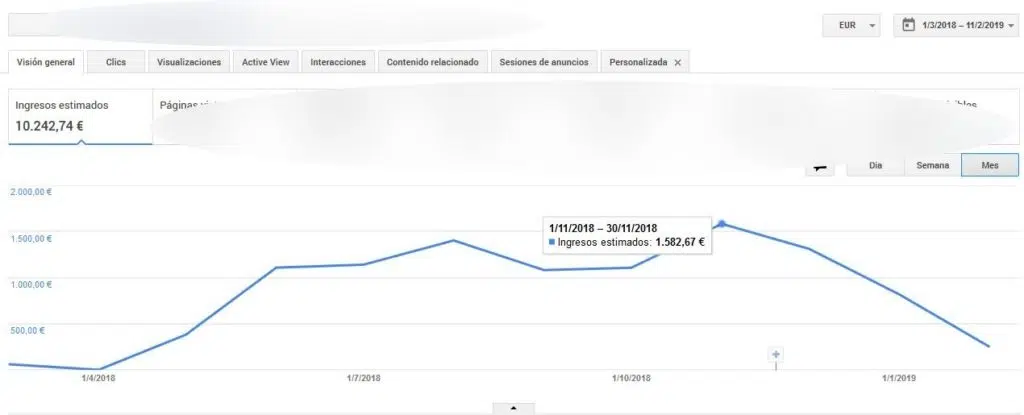 EUR 1/3/2018 – 11/2/2019
Visión general Clics Visualizaciones Active View Interacciones Contenido relacionado Sesiones de anuncios Personalizada ×
Ingresos estimados Páginas
10.242,74 €
Día Semana Mes
2.000,00 €
1.500,00 €
1/11/2018 – 30/11/2018
Ingresos estimados: 1.582,67 €
1.000,00 €
500,00 €
1/4/2018 1/7/2018 1/10/2018 1/1/2019